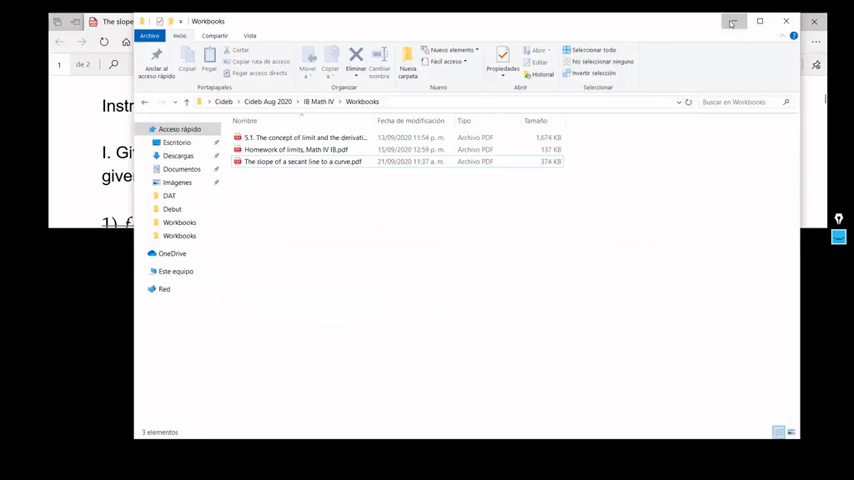 The slope
Workbooks
Archivo Inicio Compartir Vista
Anclar al acceso rápido
Copiar
Pegar
Cortar
Copiar ruta de acceso
Pegar acceso directo
Portapapeles
Mover a
Copiar a
Eliminar
Cambiar nombre
Organizar
Nueva carpeta
Nuevo elemento
Fácil acceso
Nuevo
Propiedades
Abrir
Editar
Historial
Abrir
Seleccionar todo
No seleccionar ninguno
Invertir selección
Seleccionar
1 de 2
Cideb > Cideb Aug 2020 > IB Math IV > Workbooks
Buscar en Workbooks
Instr
I. Gi
give
1) f
Nombre Fecha de modificación Tipo Tamaño
5.1. The concept of limit and the derivati... 13/09/2020 11:54 p. m. Archivo PDF 1,674 KB
Homework of limits, Math IV IB.pdf 15/09/2020 12:59 p. m. Archivo PDF 137 KB
The slope of a secant line to a curve.pdf 21/09/2020 11:37 a. m. Archivo PDF 374 KB
Acceso rápido
Escritorio
Descargas
Documentos
Imágenes
DAT
Debut
Workbooks
Workbooks
OneDrive
Este equipo
Red
3 elementos